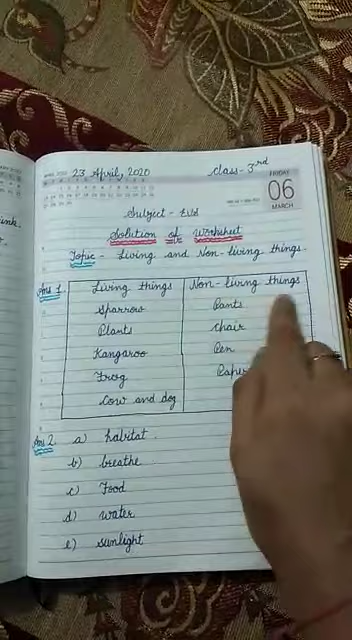 23 April, 2020 Class - 3rd
FRIDAY
06
MARCH
Subject - EVS
Solution of Worksheet
Topic - Living and Non-living things
Ans 1. Living things Non-living things
Sparrow Pants
Plants Chair
Kangaroo Pen
Frog Paper
Cow and dog
Ans 2. a) habitat.
b) breathe
c) Food
d) water
e) sunlight